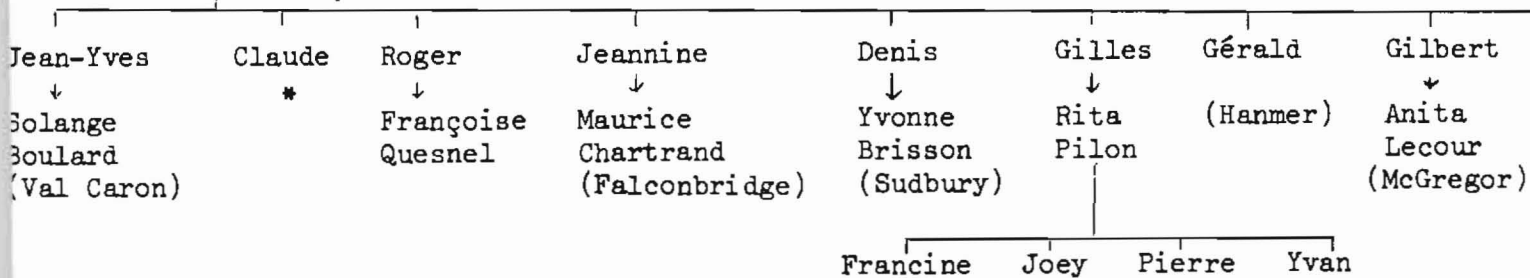 Jean-Yves Claude Roger Jeannine Denis Gilles Gérald Gilbert
↓ * ↓ ↓ ↓ ↓ ↓
Solange Françoise Maurice Yvonne Rita (Hanmer) Anita
Boulard Quesnel Chartrand Brisson Pilon Lecour
(Val Caron) (Falconbridge) (Sudbury) (McGregor)
Francine Joey Pierre Yvan